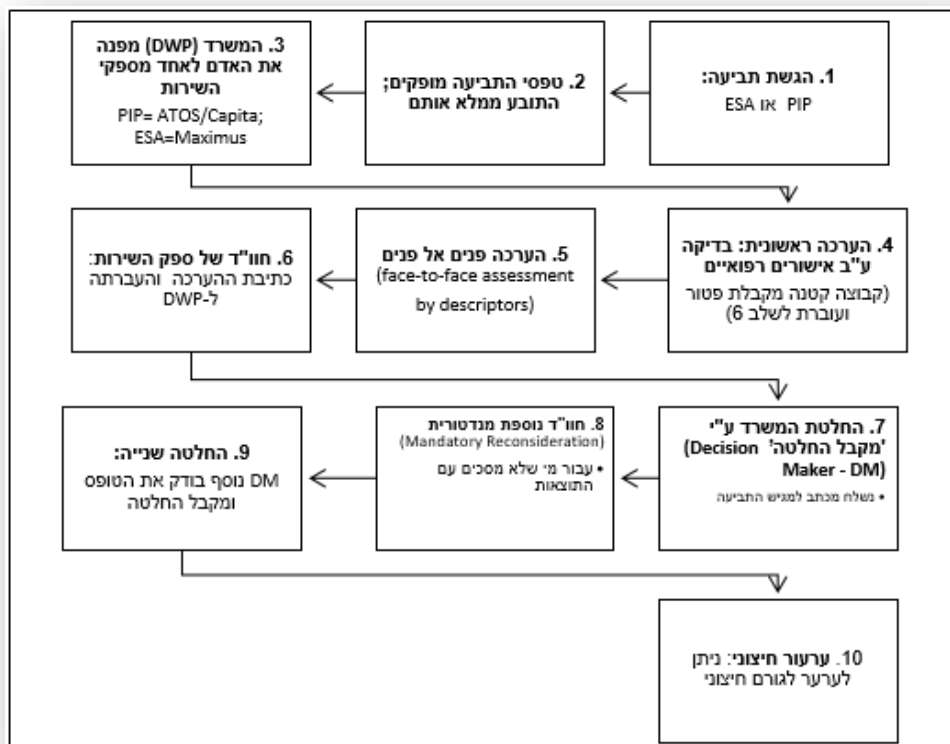 1. הגשת תביעה:
PIP או ESA
2. טפסי התביעה מופקים;
התובע ממלא אותם
3. המשרד (DWP) מפנה
את האדם לאחד מספקי
השירות
PIP= ATOS/Capita;
ESA=Maximus
4. הערכה ראשונית: בדיקה
ע"ב אישורים רפואיים
(קבוצה קטנה מקבלת פטור
ועוברת לשלב 6)
5. הערכה פנים אל פנים
(face-to-face assessment
by descriptors)
6. חוו"ד של ספק השירות:
כתיבת ההערכה והעברתה
ל-DWP
7. החלטת המשרד ע"י
'מקבל החלטה' Decision)
Maker - DM)
• נשלח מכתב למגיש התביעה
8. חוו"ד נוספת מנדטורית
(Mandatory Reconsideration)
• עבור מי שלא מסכים עם
התוצאות
9. החלטה שנייה:
DM נוסף בודק את הטופס
ומקבל החלטה
10. ערעור חיצוני: ניתן
לערער לגורם חיצוני